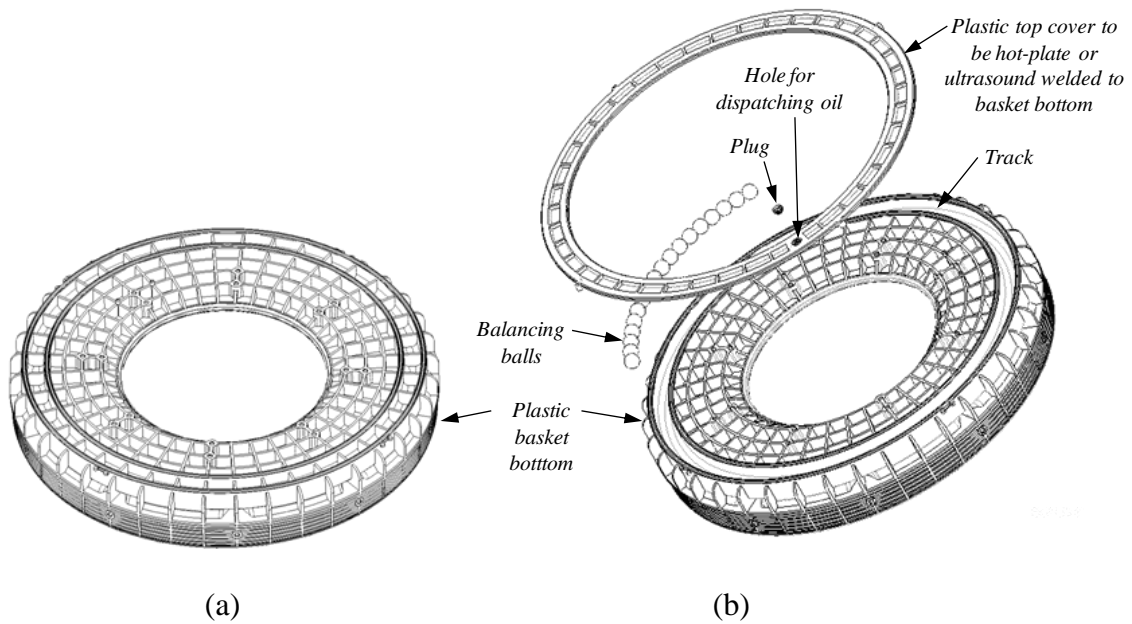 Plastic top cover to
be hot-plate or
ultrasound welded to
basket bottom
Hole for
dispatching oil
Plug
Track
Balancing
balls
Plastic
basket
botttom
(a)
(b)